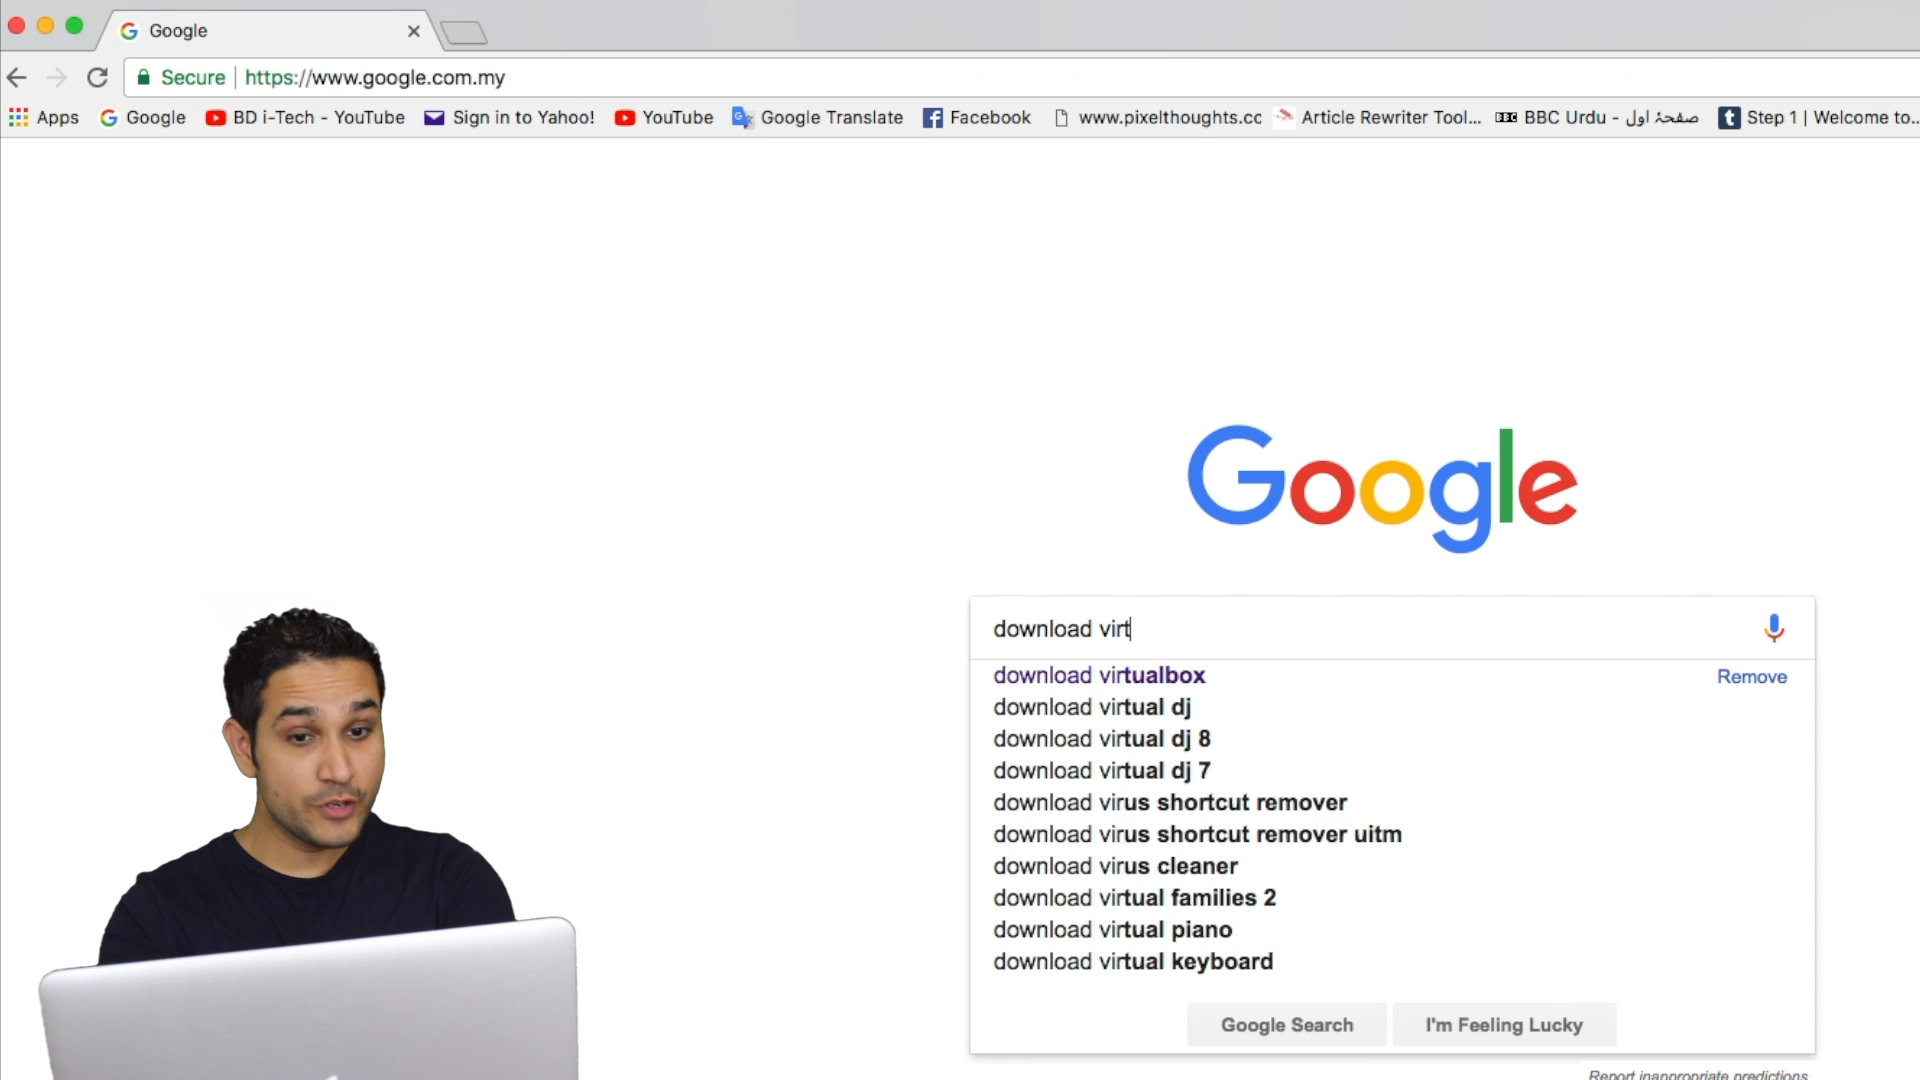 Google
Secure | https://www.google.com.my
Apps Google BD i-Tech - YouTube Sign in to Yahoo! YouTube Google Translate Facebook www.pixelthoughts.cc Article Rewriter Tool... BBC BBC Urdu - صفحۂ اول t Step 1 | Welcome to...
Google
download virt
download virtualbox Remove
download virtual dj
download virtual dj 8
download virtual dj 7
download virus shortcut remover
download virus shortcut remover uitm
download virus cleaner
download virtual families 2
download virtual piano
download virtual keyboard
Google Search I'm Feeling Lucky
Report inappropriate predictions